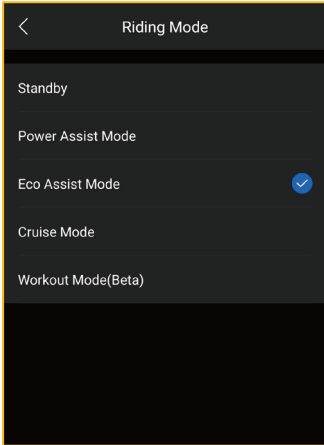 Riding Mode
Standby
Power Assist Mode
Eco Assist Mode
Cruise Mode
Workout Mode(Beta)